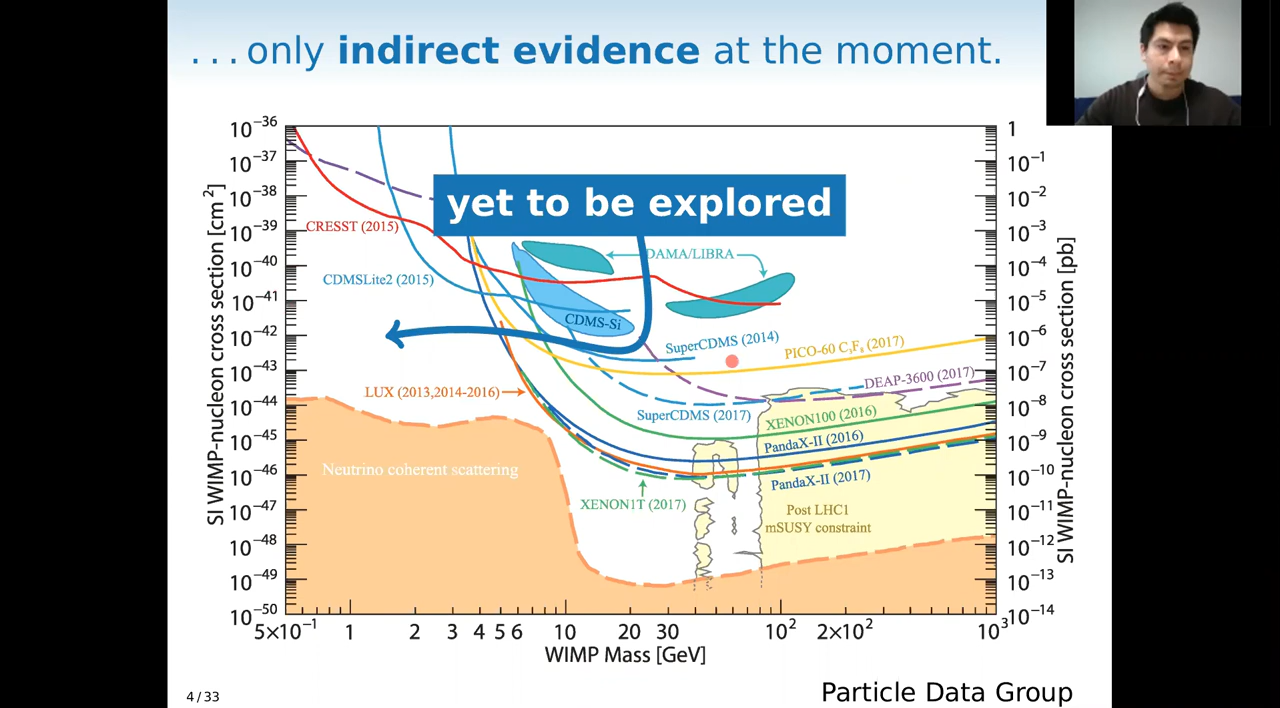 ...only indirect evidence at the moment.
yet to be explored
SI WIMP-nucleon cross section [cm²]
10⁻³⁶
10⁻³⁷
10⁻³⁸
10⁻³⁹
10⁻⁴⁰
10⁻⁴¹
10⁻⁴²
10⁻⁴³
10⁻⁴⁴
10⁻⁴⁵
10⁻⁴⁶
10⁻⁴⁷
10⁻⁴⁸
10⁻⁴⁹
10⁻⁵⁰
CRESST (2015)
CDMSLite2 (2015)
DAMA/LIBRA
CDMS-Si
SuperCDMS (2014)
PICO-60 C₃F₈ (2017)
DEAP-3600 (2017)
LUX (2013,2014-2016)
SuperCDMS (2017)
XENON100 (2016)
PandaX-II (2016)
Neutrino coherent scattering
PandaX-II (2017)
XENON1T (2017)
Post LHC1
mSUSY constraint
1
10⁻¹
10⁻²
10⁻³
10⁻⁴
10⁻⁵
10⁻⁶
10⁻⁷
10⁻⁸
10⁻⁹
10⁻¹⁰
10⁻¹¹
10⁻¹²
10⁻¹³
10⁻¹⁴
SI WIMP-nucleon cross section [pb]
5×10⁻¹ 1 2 3 4 5 6 10 20 30 10² 2×10² 10³
WIMP Mass [GeV]
4/33
Particle Data Group